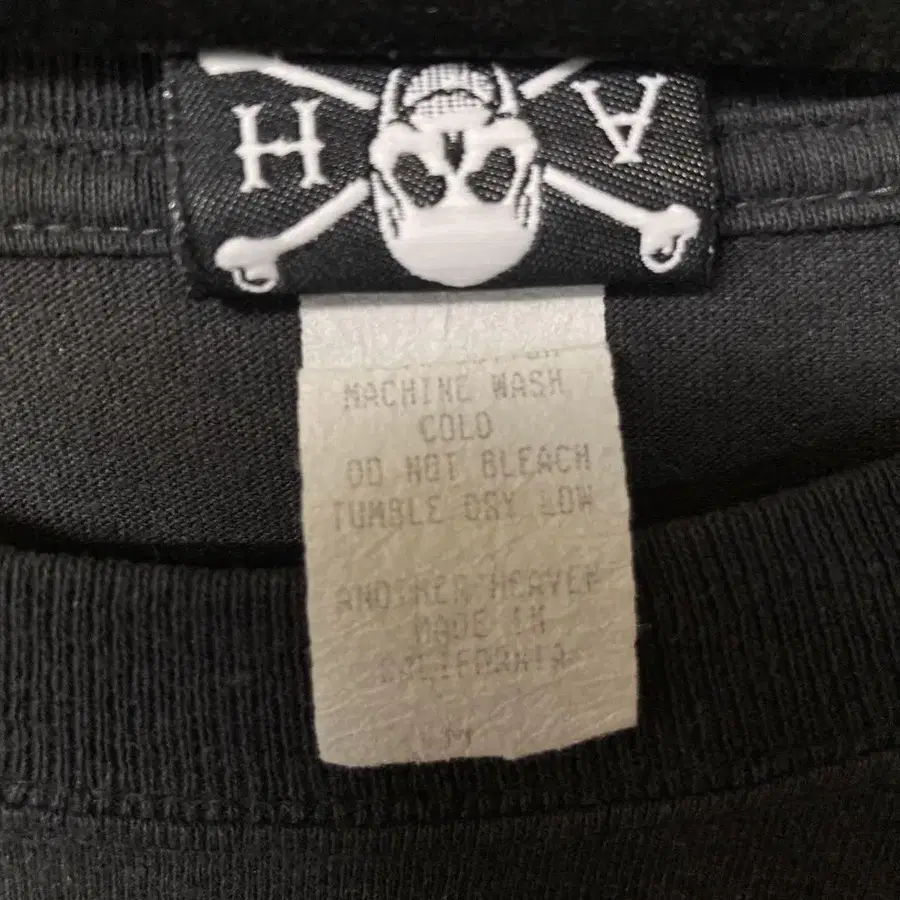 H A
MACHINE WASH
COLD
DO NOT BLEACH
TUMBLE DRY LOW
ANOTHER HEAVEN
MADE IN
CALIFORNIA
M